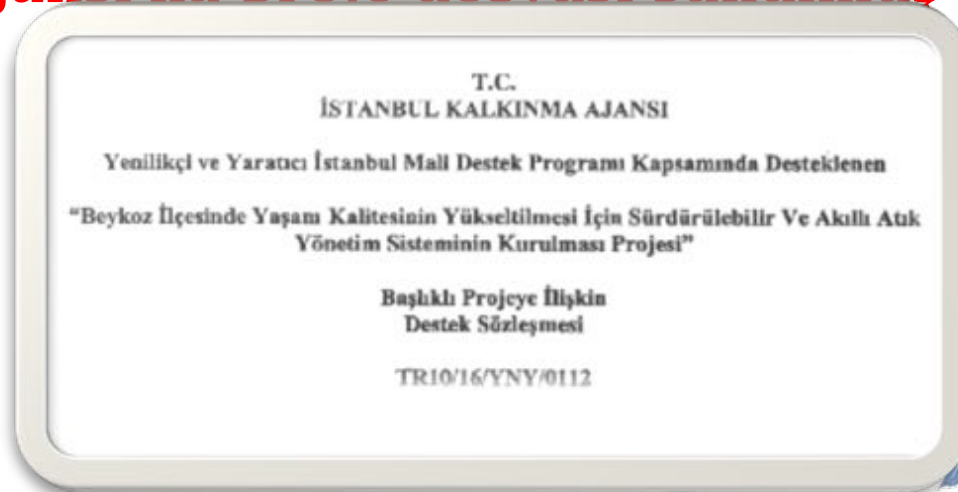 T.C.
İSTANBUL KALKINMA AJANSI
Yenilikçi ve Yaratıcı İstanbul Mali Destek Programı Kapsamında Desteklenen
“Beykoz İlçesinde Yaşam Kalitesinin Yükseltilmesi İçin Sürdürülebilir Ve Akıllı Atık
Yönetim Sisteminin Kurulması Projesi”
Başlıklı Projeye İlişkin
Destek Sözleşmesi
TR10/16/YNY/0112